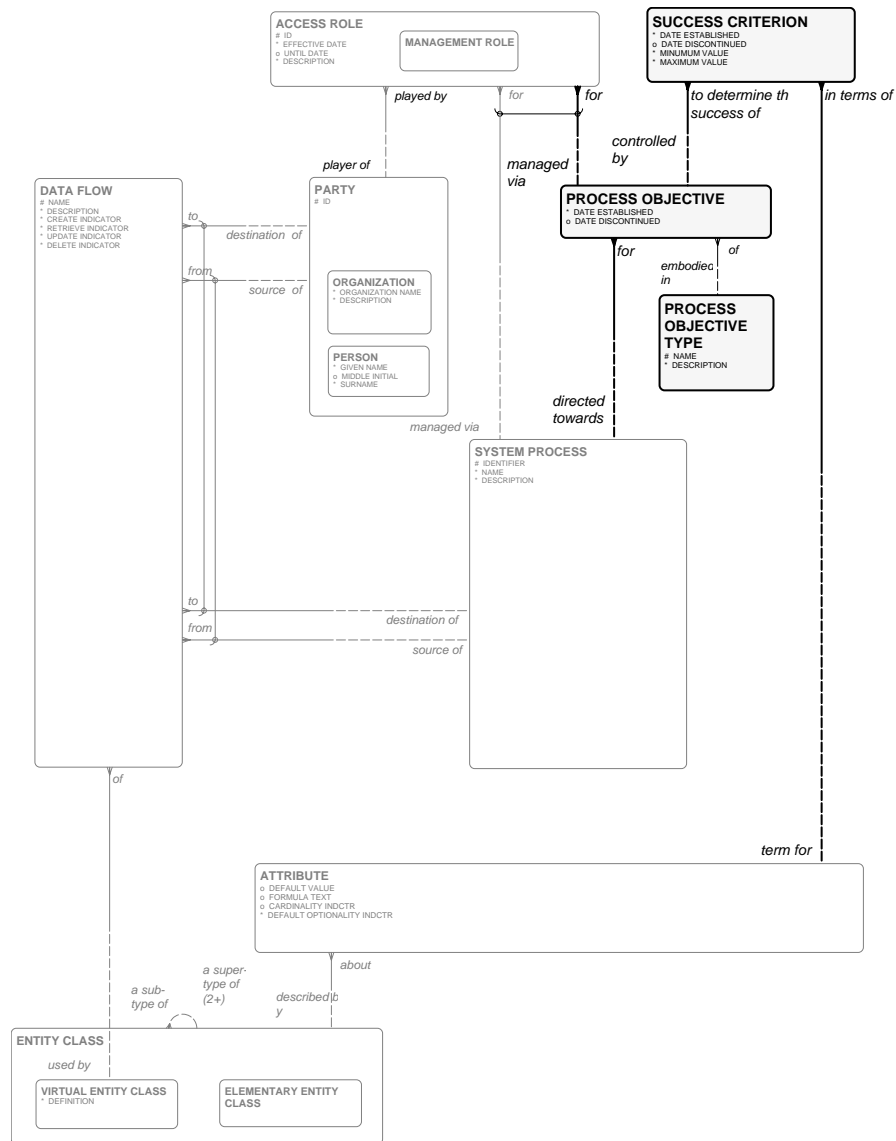 ACCESS ROLE
# ID
* EFFECTIVE DATE
o UNTIL DATE
* DESCRIPTION
MANAGEMENT ROLE
SUCCESS CRITERION
* DATE ESTABLISHED
o DATE DISCONTINUED
* MINUMUM VALUE
* MAXIMUM VALUE
played by
for
for
to determine th
success of
in terms of
player of
managed
via
controlled
by
DATA FLOW
# NAME
* DESCRIPTION
* CREATE INDICATOR
* RETRIEVE INDICATOR
* UPDATE INDICATOR
* DELETE INDICATOR
to
destination of
from
source of
PARTY
# ID
ORGANIZATION
* ORGANIZATION NAME
* DESCRIPTION
PERSON
* GIVEN NAME
o MIDDLE INITIAL
* SURNAME
PROCESS OBJECTIVE
* DATE ESTABLISHED
o DATE DISCONTINUED
for
of
embodied
in
PROCESS
OBJECTIVE
TYPE
# NAME
* DESCRIPTION
directed
towards
managed via
SYSTEM PROCESS
# IDENTIFIER
* NAME
* DESCRIPTION
to
destination of
from
source of
of
term for
ATTRIBUTE
o DEFAULT VALUE
o FORMULA TEXT
o CARDINALITY INDCTR
* DEFAULT OPTIONALITY INDCTR
about
described b
y
a super-
type of
(2+)
a sub-
type of
ENTITY CLASS
used by
VIRTUAL ENTITY CLASS
* DEFINITION
ELEMENTARY ENTITY
CLASS